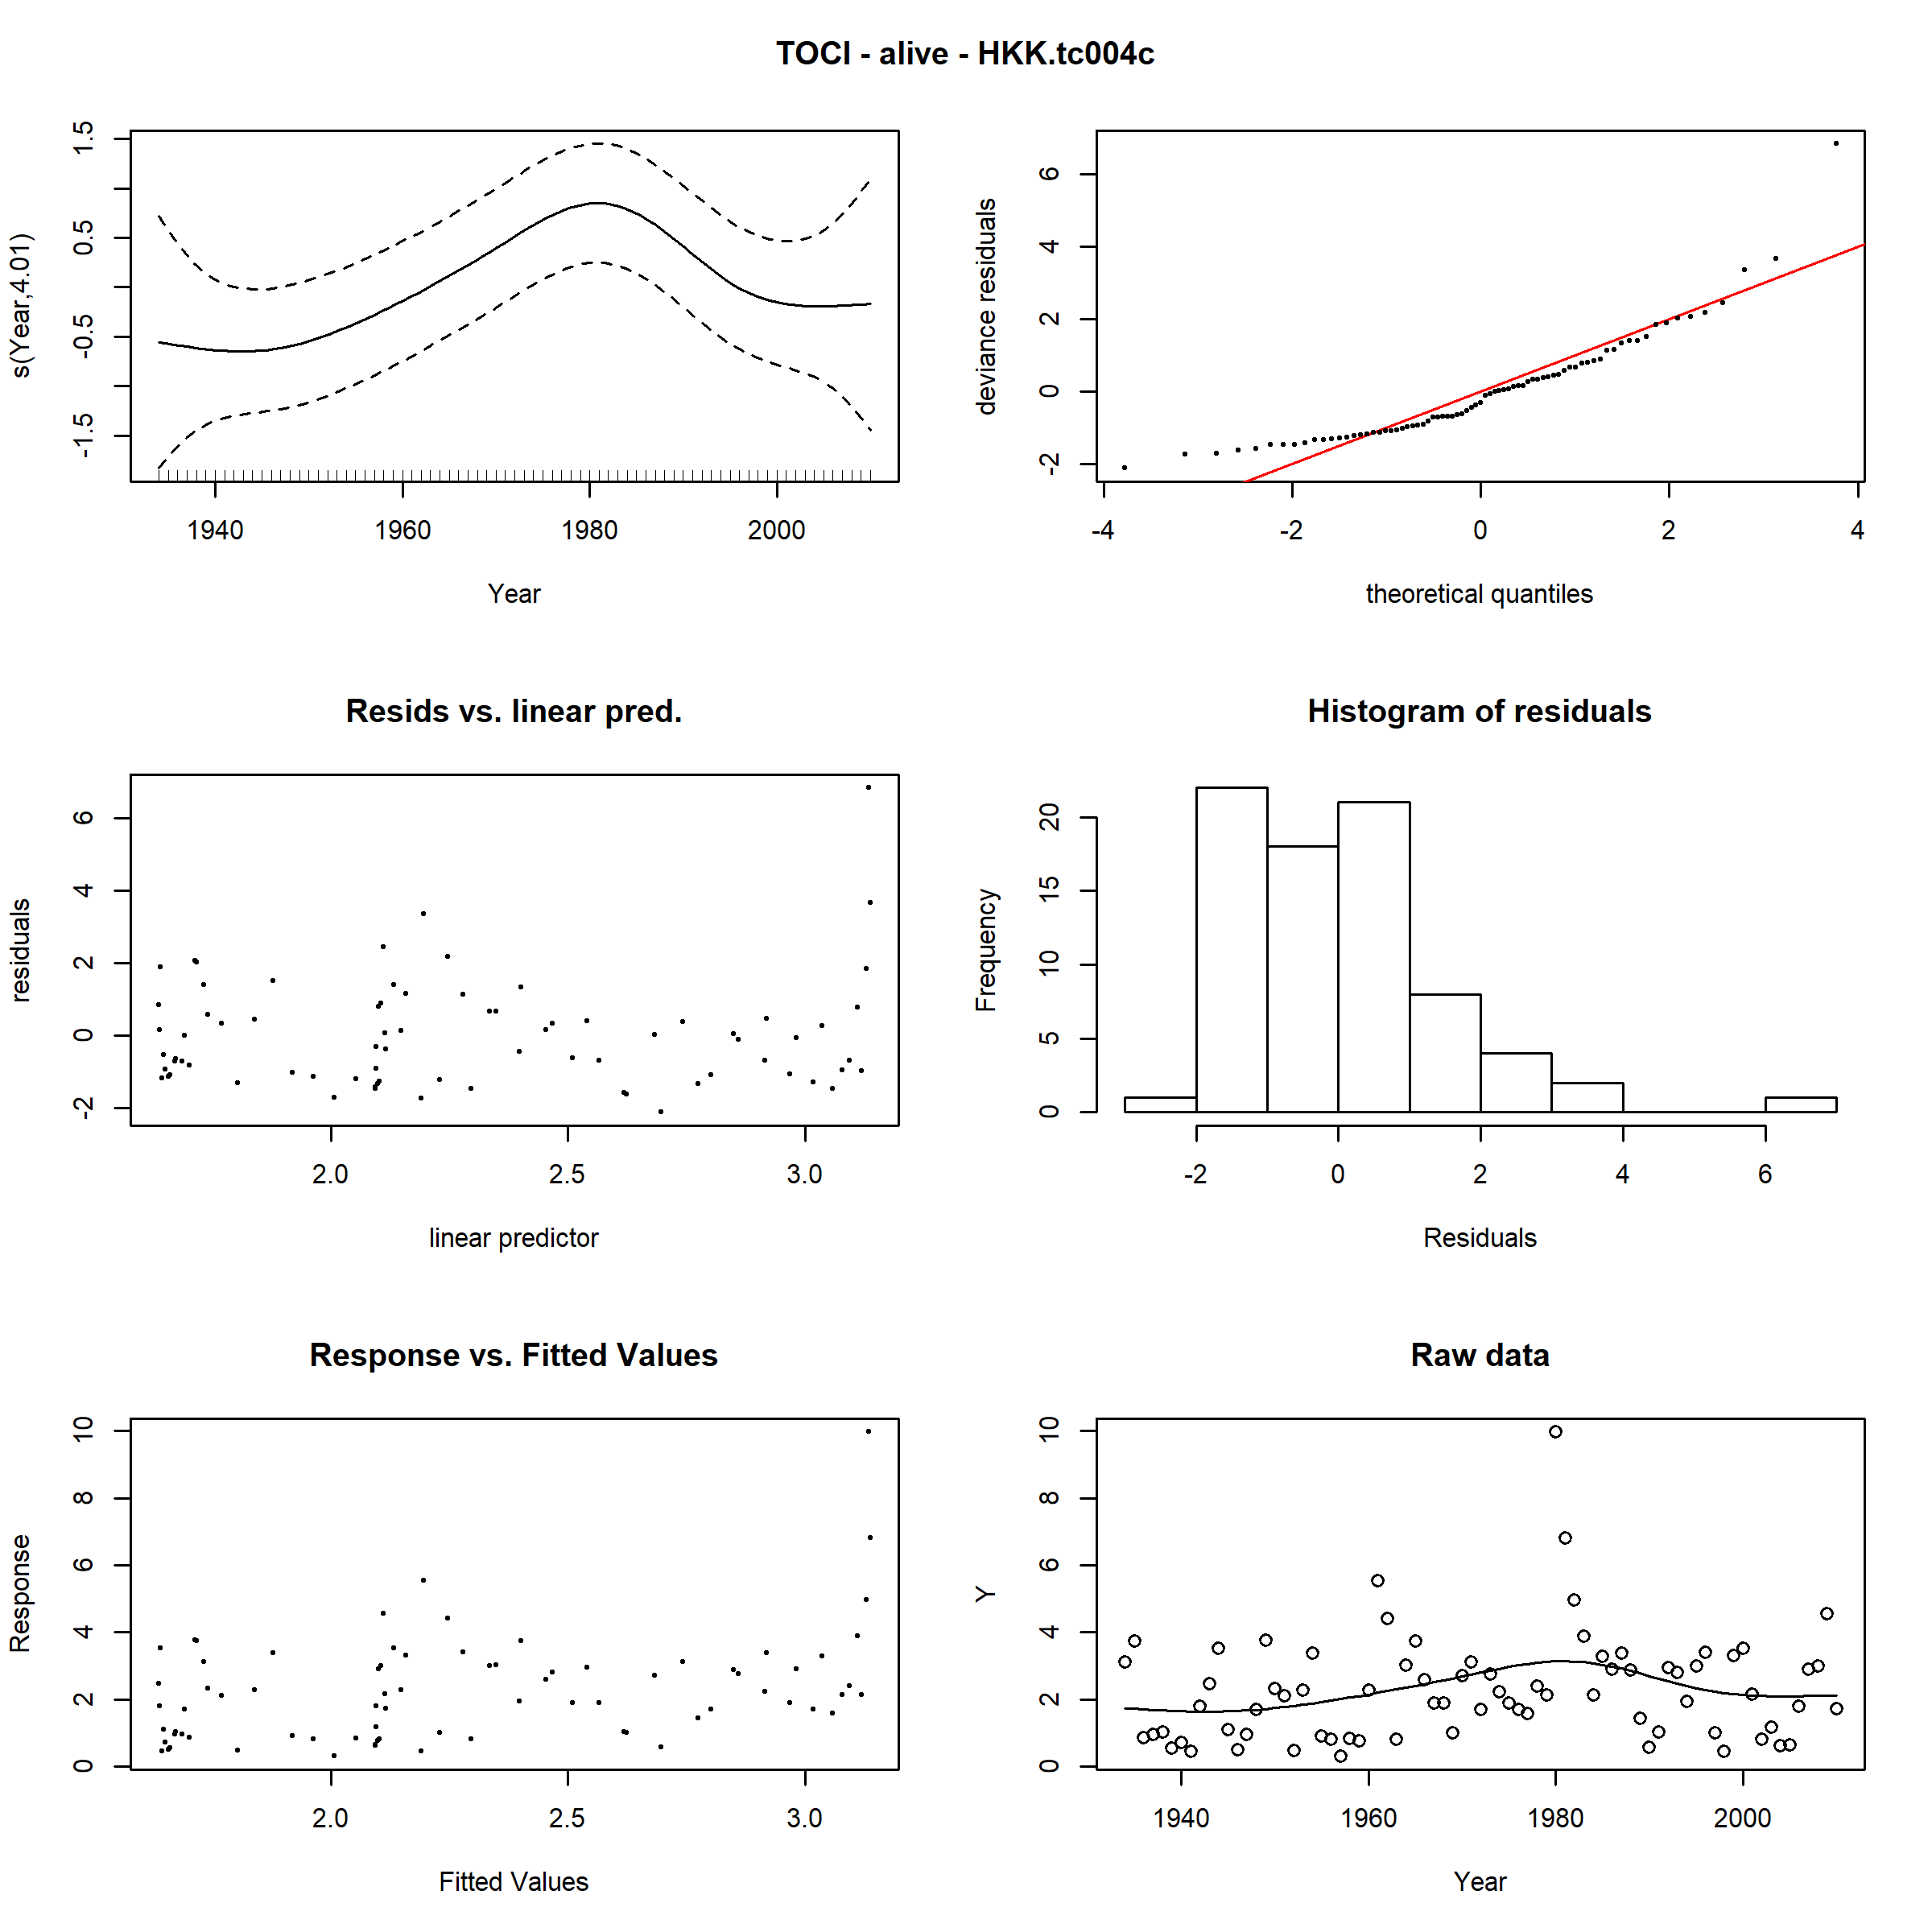 TOCI - alive - HKK.tc004c
s(Year,4.01)
-1.5 -0.5 0.5 1.5
1940 1960 1980 2000
Year
deviance residuals
-2 0 2 4 6
-4 -2 0 2 4
theoretical quantiles
Resids vs. linear pred.
residuals
-2 0 2 4 6
2.0 2.5 3.0
linear predictor
Histogram of residuals
Frequency
0 5 10 15 20
-2 0 2 4 6
Residuals
Response vs. Fitted Values
Response
0 2 4 6 8 10
2.0 2.5 3.0
Fitted Values
Raw data
Y
0 2 4 6 8 10
1940 1960 1980 2000
Year